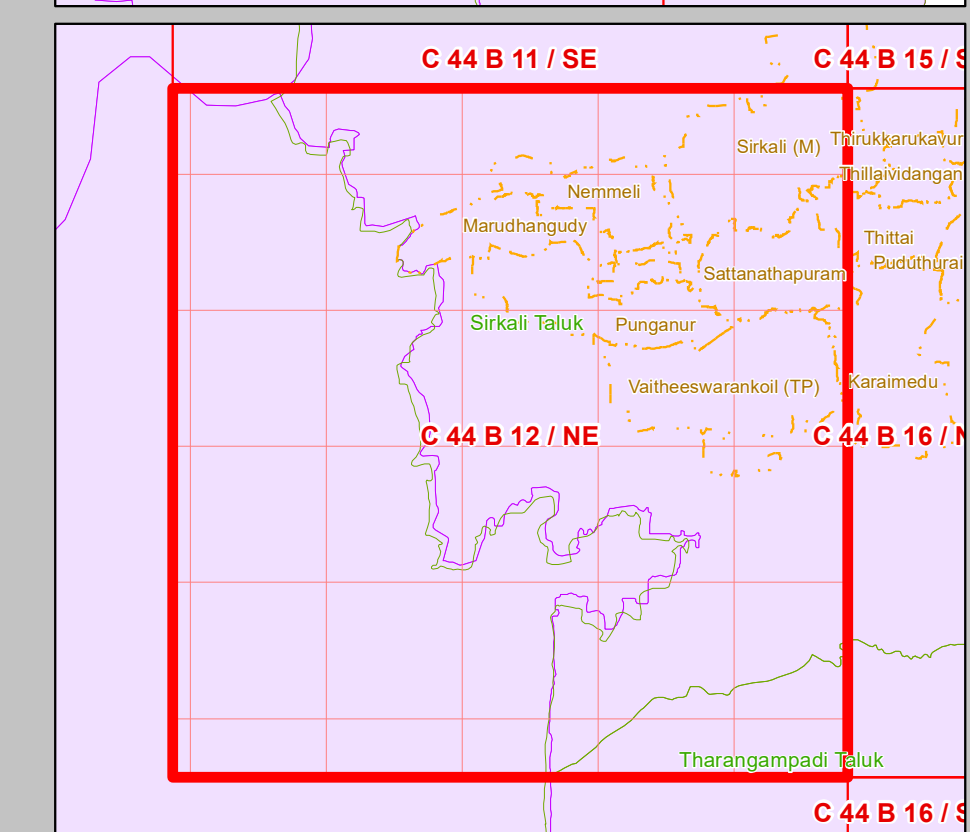 C 44 B 11 / SE
C 44 B 15 / S
Sirkali (M)
Thirukkarukavur
Thillaividangan
Nemmeli
Marudhangudy
Thittai
Puduthurai
Sattanathapuram
Sirkali Taluk
Punganur
Vaitheeswarankoil (TP)
Karaimedu
C 44 B 12 / NE
C 44 B 16 / N
Tharangampadi Taluk
C 44 B 16 / S